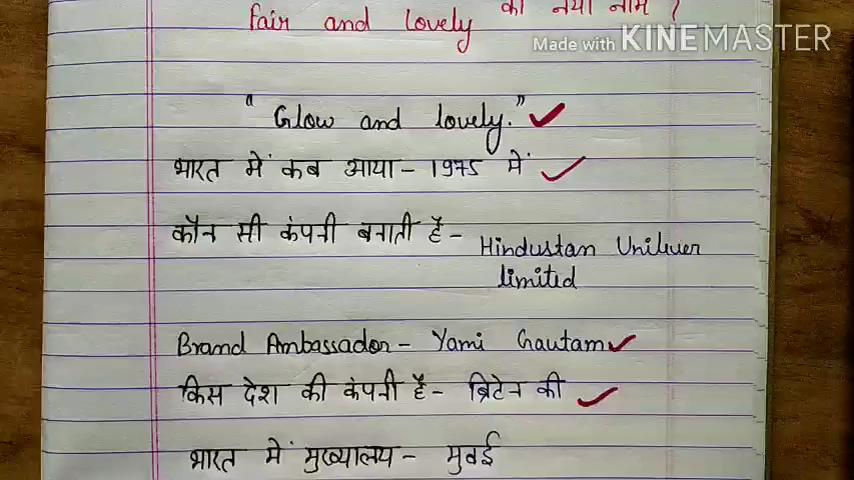 Fair and lovely का नया नाम ?
Made with KINEMASTER
" Glow and lovely. "
भारत में कब आया - 1975 में
कौन सी कंपनी बनाती है -
Hindustan Unilever
limited
Brand Ambassador - Yami Gautam
किस देश की कंपनी है - ब्रिटेन की
भारत में मुख्यालय - मुबई